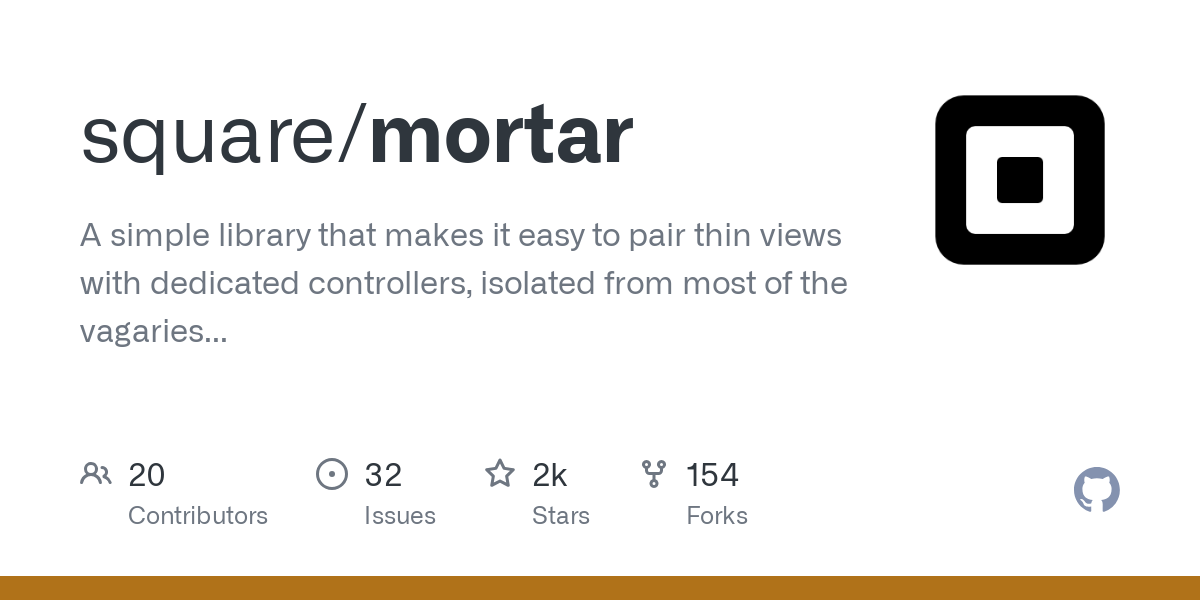 square/mortar
A simple library that makes it easy to pair thin views
with dedicated controllers, isolated from most of the
vagaries...
20 32 2k 154
Contributors Issues Stars Forks